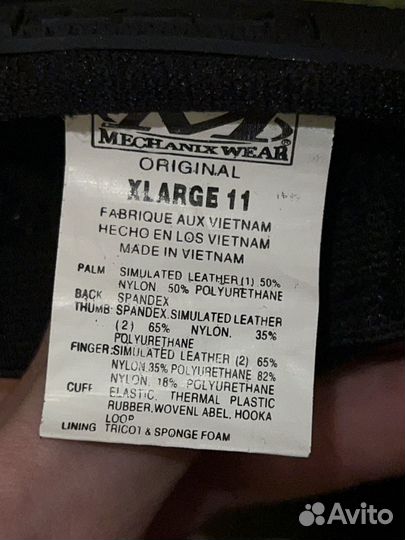 MECHANIX WEAR
ORIGINAL
XLARGE 11
FABRIQUE AUX VIETNAM
HECHO EN LOS VIETNAM
MADE IN VIETNAM
PALM SIMULATED LEATHER (1) 50%
NYLON. 50% POLYURETHANE
BACK SPANDEX
THUMB: SPANDEX.SIMULATED LEATHER
(2) 65% NYLON. 35%
POLYURETHANE
FINGER:SIMULATED LEATHER (2) 65%
NYLON.35% POLYURETHANE 82%
NYLON. 18% POLYURETHANE
CUFF ELASTIC. THERMAL PLASTIC
RUBBER.WOVENL ABEL. HOOKA
LOOP
LINING TRICOT & SPONGE FOAM
Avito